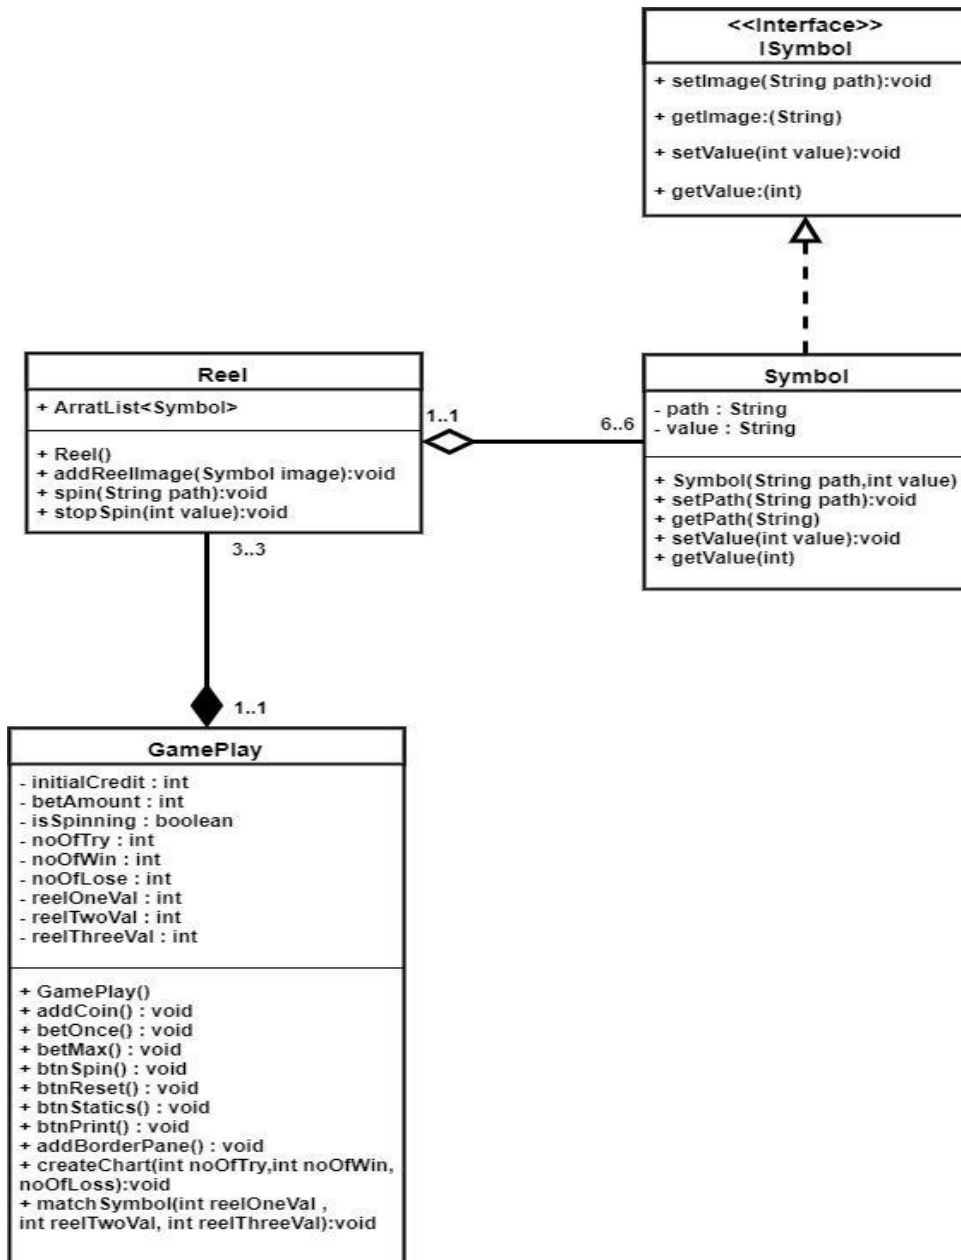 <<Interface>>
ISymbol
+ setImage(String path):void
+ getImage:(String)
+ setValue(int value):void
+ getValue:(int)
Reel
+ ArratList<Symbol>
+ Reel()
+ addReelImage(Symbol image):void
+ spin(String path):void
+ stopSpin(int value):void
1..1
6..6
Symbol
- path : String
- value : String
+ Symbol(String path,int value)
+ setPath(String path):void
+ getPath(String)
+ setValue(int value):void
+ getValue(int)
3..3
1..1
GamePlay
- initialCredit : int
- betAmount : int
- isSpinning : boolean
- noOfTry : int
- noOfWin : int
- noOfLose : int
- reelOneVal : int
- reelTwoVal : int
- reelThreeVal : int
+ GamePlay()
+ addCoin() : void
+ betOnce() : void
+ betMax() : void
+ btnSpin() : void
+ btnReset() : void
+ btnStatics() : void
+ btnPrint() : void
+ addBorderPane() : void
+ createChart(int noOfTry,int noOfWin,
noOfLoss):void
+ matchSymbol(int reelOneVal ,
int reelTwoVal, int reelThreeVal):void